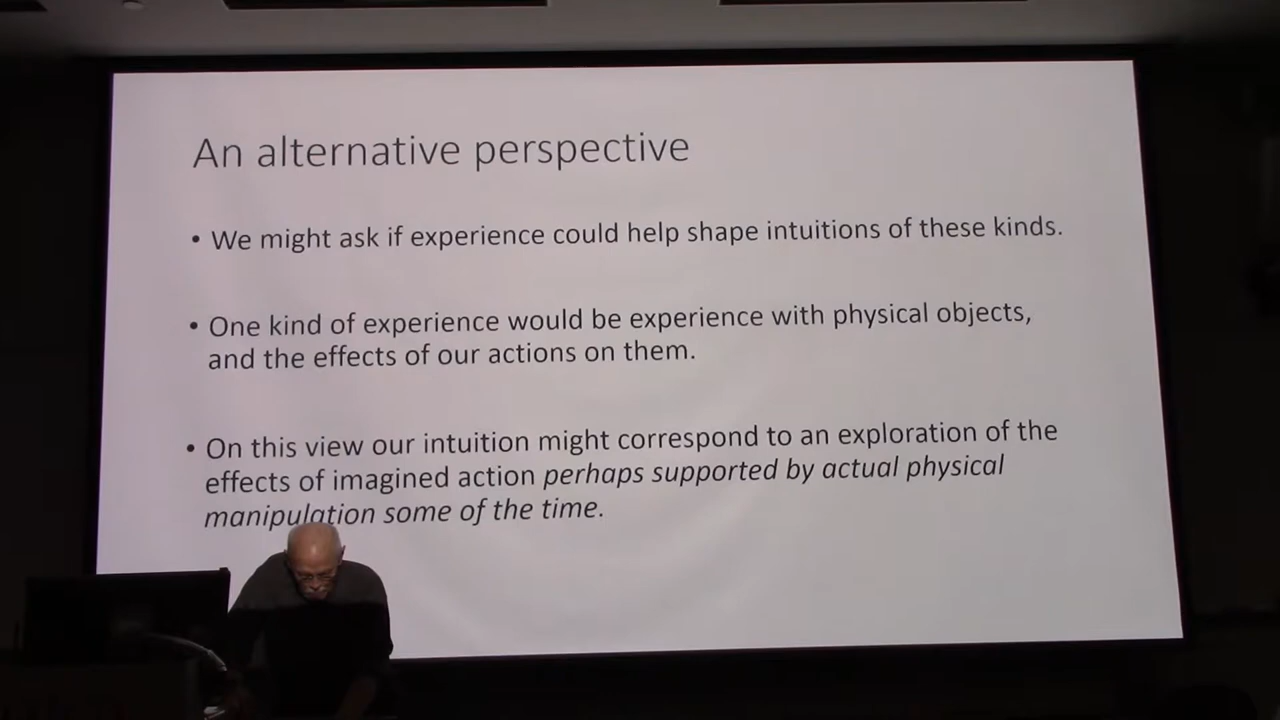 An alternative perspective
• We might ask if experience could help shape intuitions of these kinds.
• One kind of experience would be experience with physical objects,
and the effects of our actions on them.
• On this view our intuition might correspond to an exploration of the
effects of imagined action perhaps supported by actual physical
manipulation some of the time.